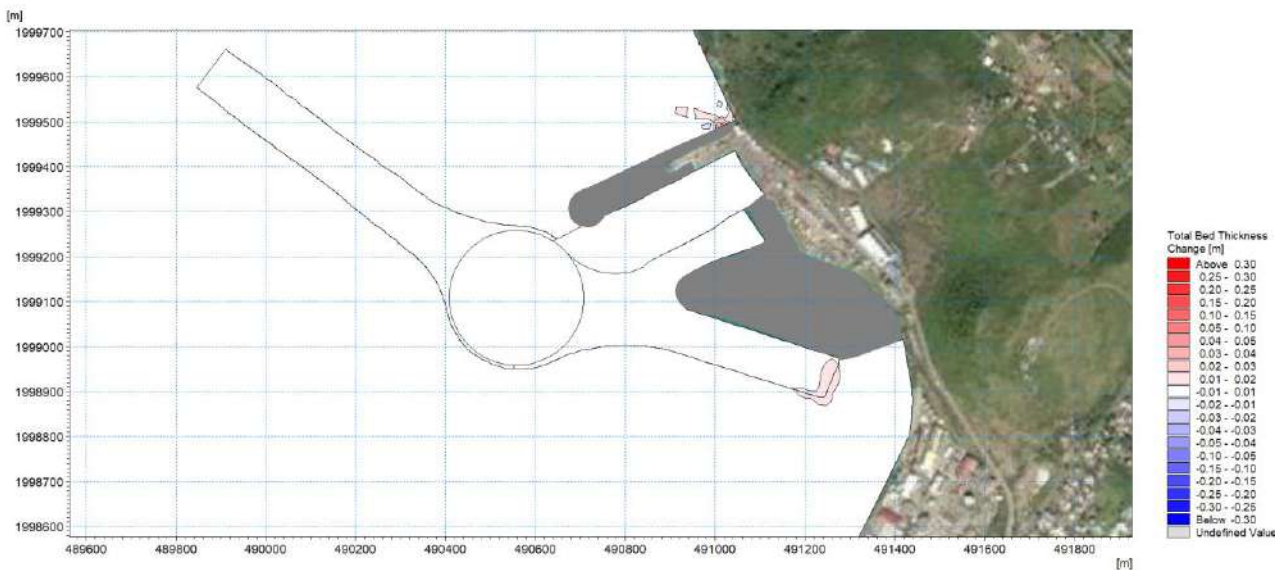 [m]
1999700
1999600
1999500
1999400
1999300
1999200
1999100
1999000
1998900
1998800
1998700
1998600
489600 489800 490000 490200 490400 490600 490800 491000 491200 491400 491600 491800
[m]
Total Bed Thickness
Change [m]
Above 0.30
0.25 - 0.30
0.20 - 0.25
0.15 - 0.20
0.10 - 0.15
0.05 - 0.10
0.04 - 0.05
0.03 - 0.04
0.02 - 0.03
0.01 - 0.02
-0.01 - 0.01
-0.02 - -0.01
-0.03 - -0.02
-0.04 - -0.03
-0.05 - -0.04
-0.10 - -0.05
-0.15 - -0.10
-0.20 - -0.15
-0.25 - -0.20
-0.30 - -0.25
Below -0.30
Undefined Value